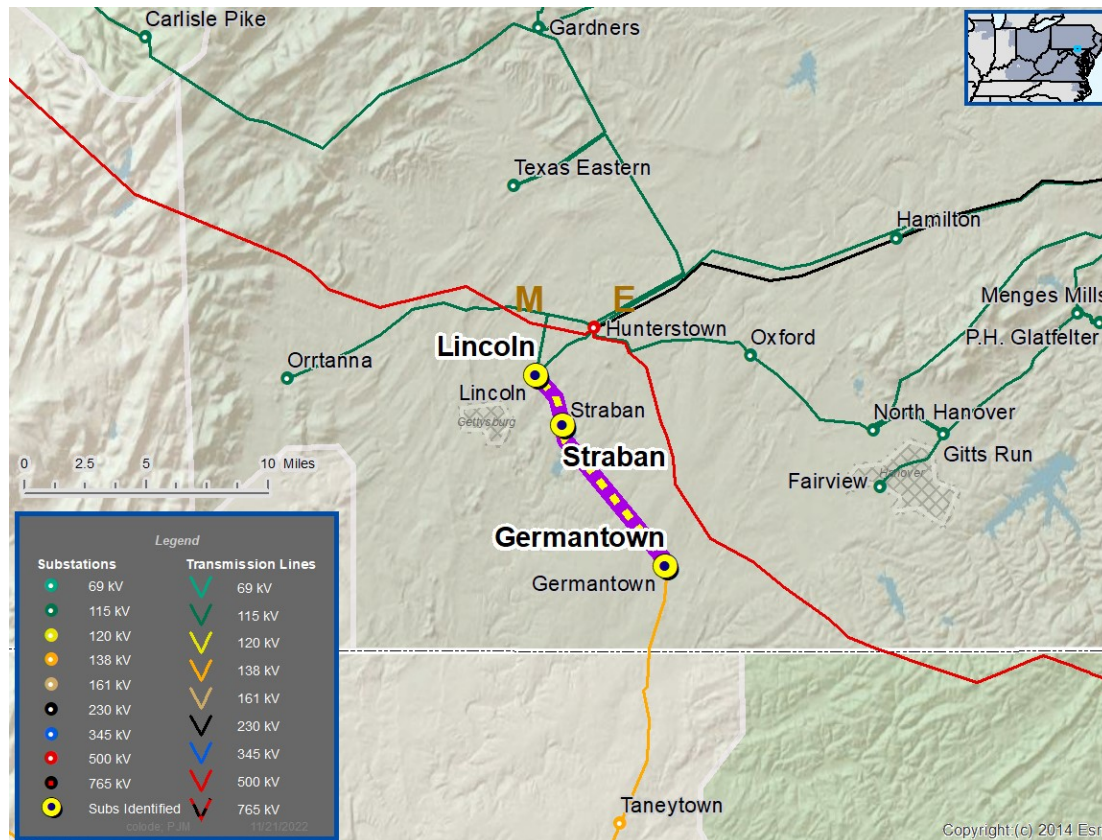 Carlisle Pike
Gardners
Texas Eastern
Hamilton
Menges Mills
M E
Hunterstown
P.H. Glatfelter
Oxford
Lincoln
Orrtanna
Lincoln
Straban
Gettysburg
North Hanover
Straban
Gitts Run
Hanover
Fairview
0 2.5 5 10 Miles
Germantown
Germantown
Legend
Substations Transmission Lines
69 kV 69 kV
115 kV 115 kV
120 kV 120 kV
138 kV 138 kV
161 kV 161 kV
230 kV 230 kV
345 kV 345 kV
500 kV 500 kV
765 kV 765 kV
Subs Identified
colode, PJM 11/21/2022
Taneytown
Copyright:(c) 2014 Esri